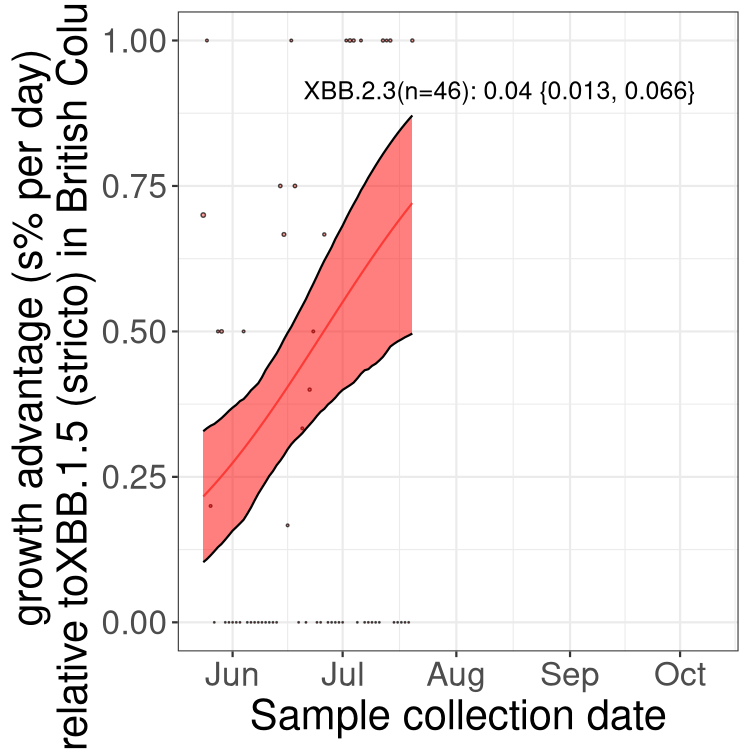 growth advantage (s% per day)
relative toXBB.1.5 (stricto) in British Colu
1.00
0.75
0.50
0.25
0.00
XBB.2.3(n=46): 0.04 {0.013, 0.066}
Jun Jul Aug Sep Oct
Sample collection date